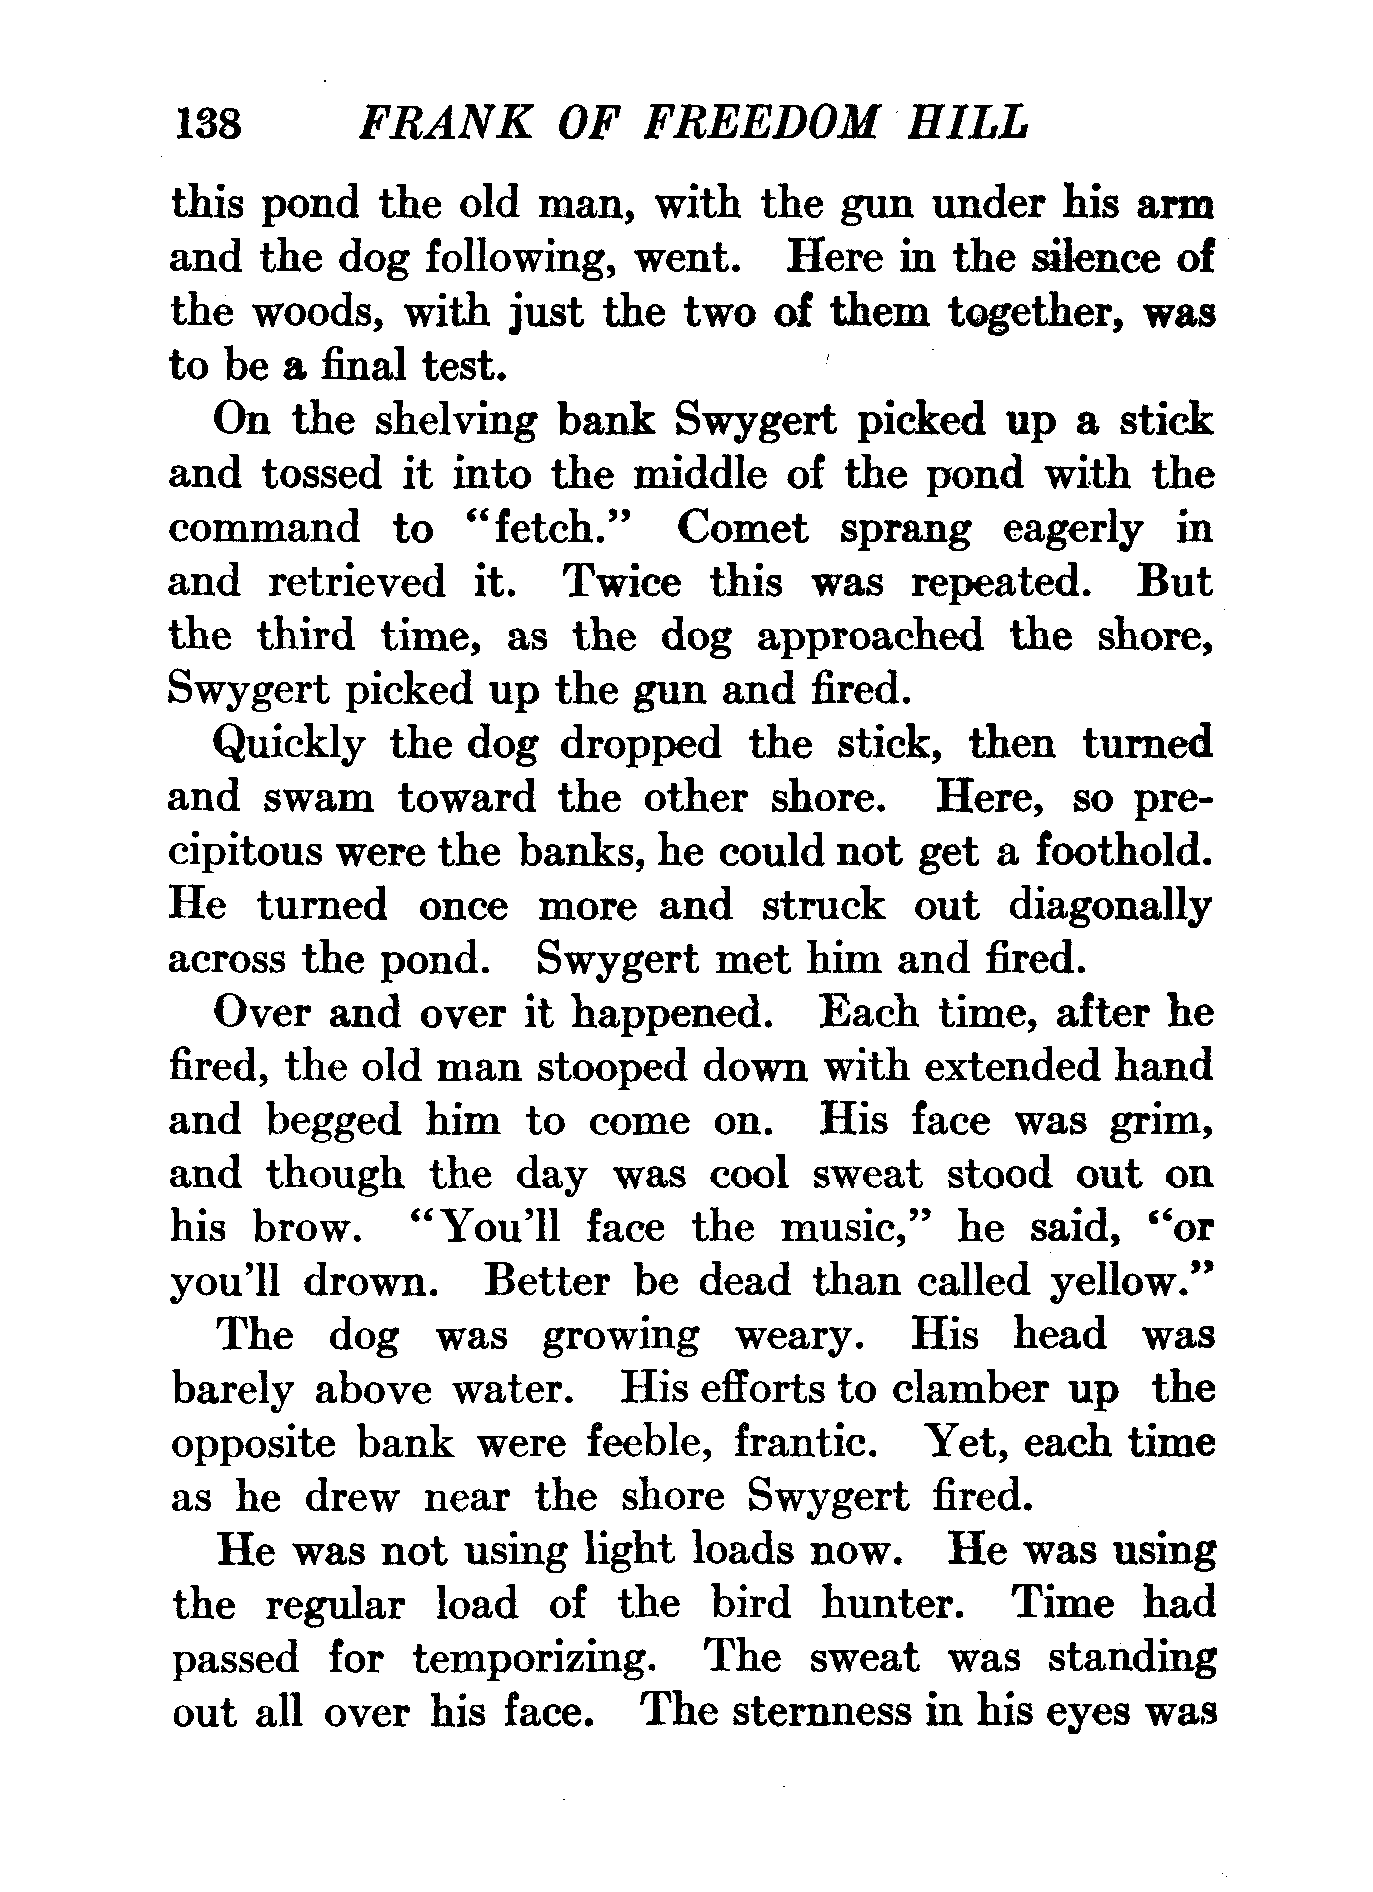 138 FRANK OF FREEDOM HILL
this pond the old man, with the gun under his arm
and the dog following, went. Here in the silence of
the woods, with just the two of them together, was
to be a final test.
On the shelving bank Swygert picked up a stick
and tossed it into the middle of the pond with the
command to “fetch.” Comet sprang eagerly in
and retrieved it. Twice this was repeated. But
the third time, as the dog approached the shore,
Swygert picked up the gun and fired.
Quickly the dog dropped the stick, then turned
and swam toward the other shore. Here, so pre-
cipitous were the banks, he could not get a foothold.
He turned once more and struck out diagonally
across the pond. Swygert met him and fired.
Over and over it happened. Each time, after he
fired, the old man stooped down with extended hand
and begged him to come on. His face was grim,
and though the day was cool sweat stood out on
his brow. “You’ll face the music,” he said, “or
you’ll drown. Better be dead than called yellow.”
The dog was growing weary. His head was
barely above water. His efforts to clamber up the
opposite bank were feeble, frantic. Yet, each time
as he drew near the shore Swygert fired.
He was not using light loads now. He was using
the regular load of the bird hunter. Time had
passed for temporizing. The sweat was standing
out all over his face. The sternness in his eyes was